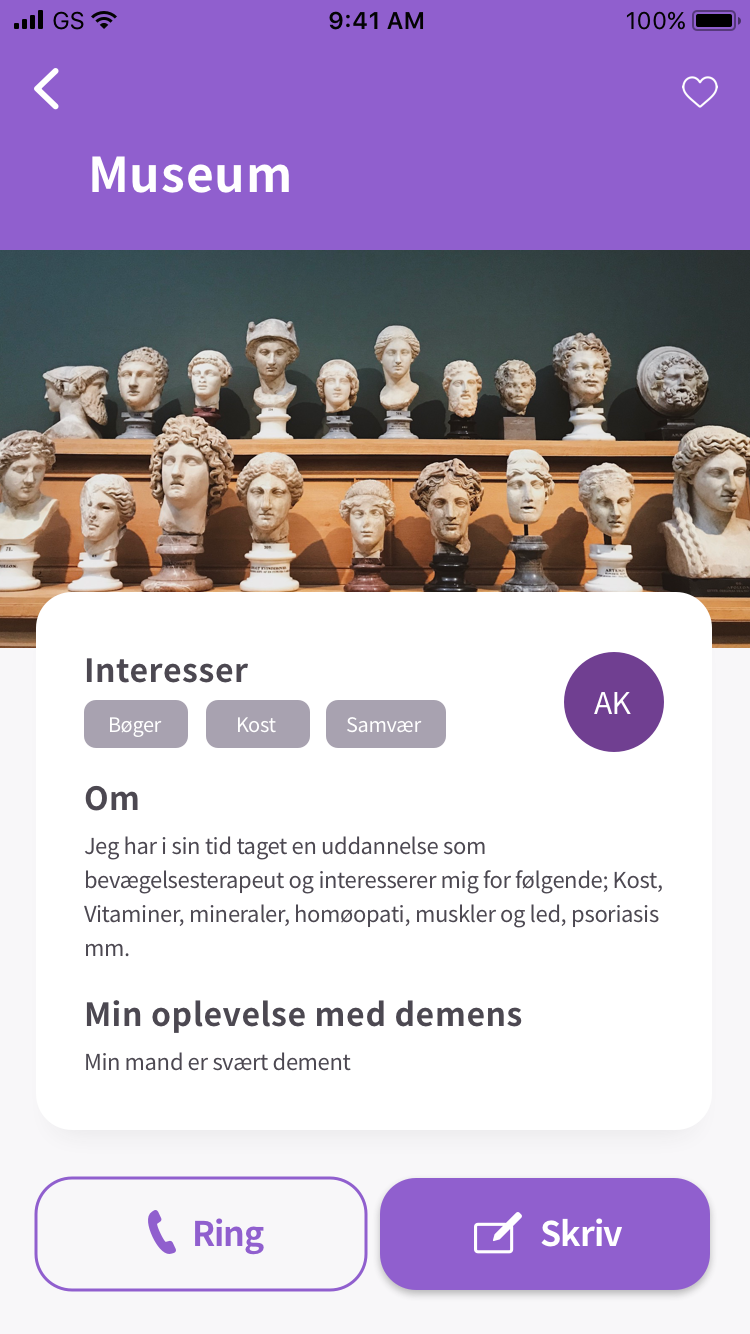 GS 9:41 AM 100%
Museum
Interesser
AK
Bøger Kost Samvær
Om
Jeg har i sin tid taget en uddannelse som
bevægelsesterapeut og interesserer mig for følgende; Kost,
Vitaminer, mineraler, homøopati, muskler og led, psoriasis
mm.
Min oplevelse med demens
Min mand er svært dement
Ring Skriv